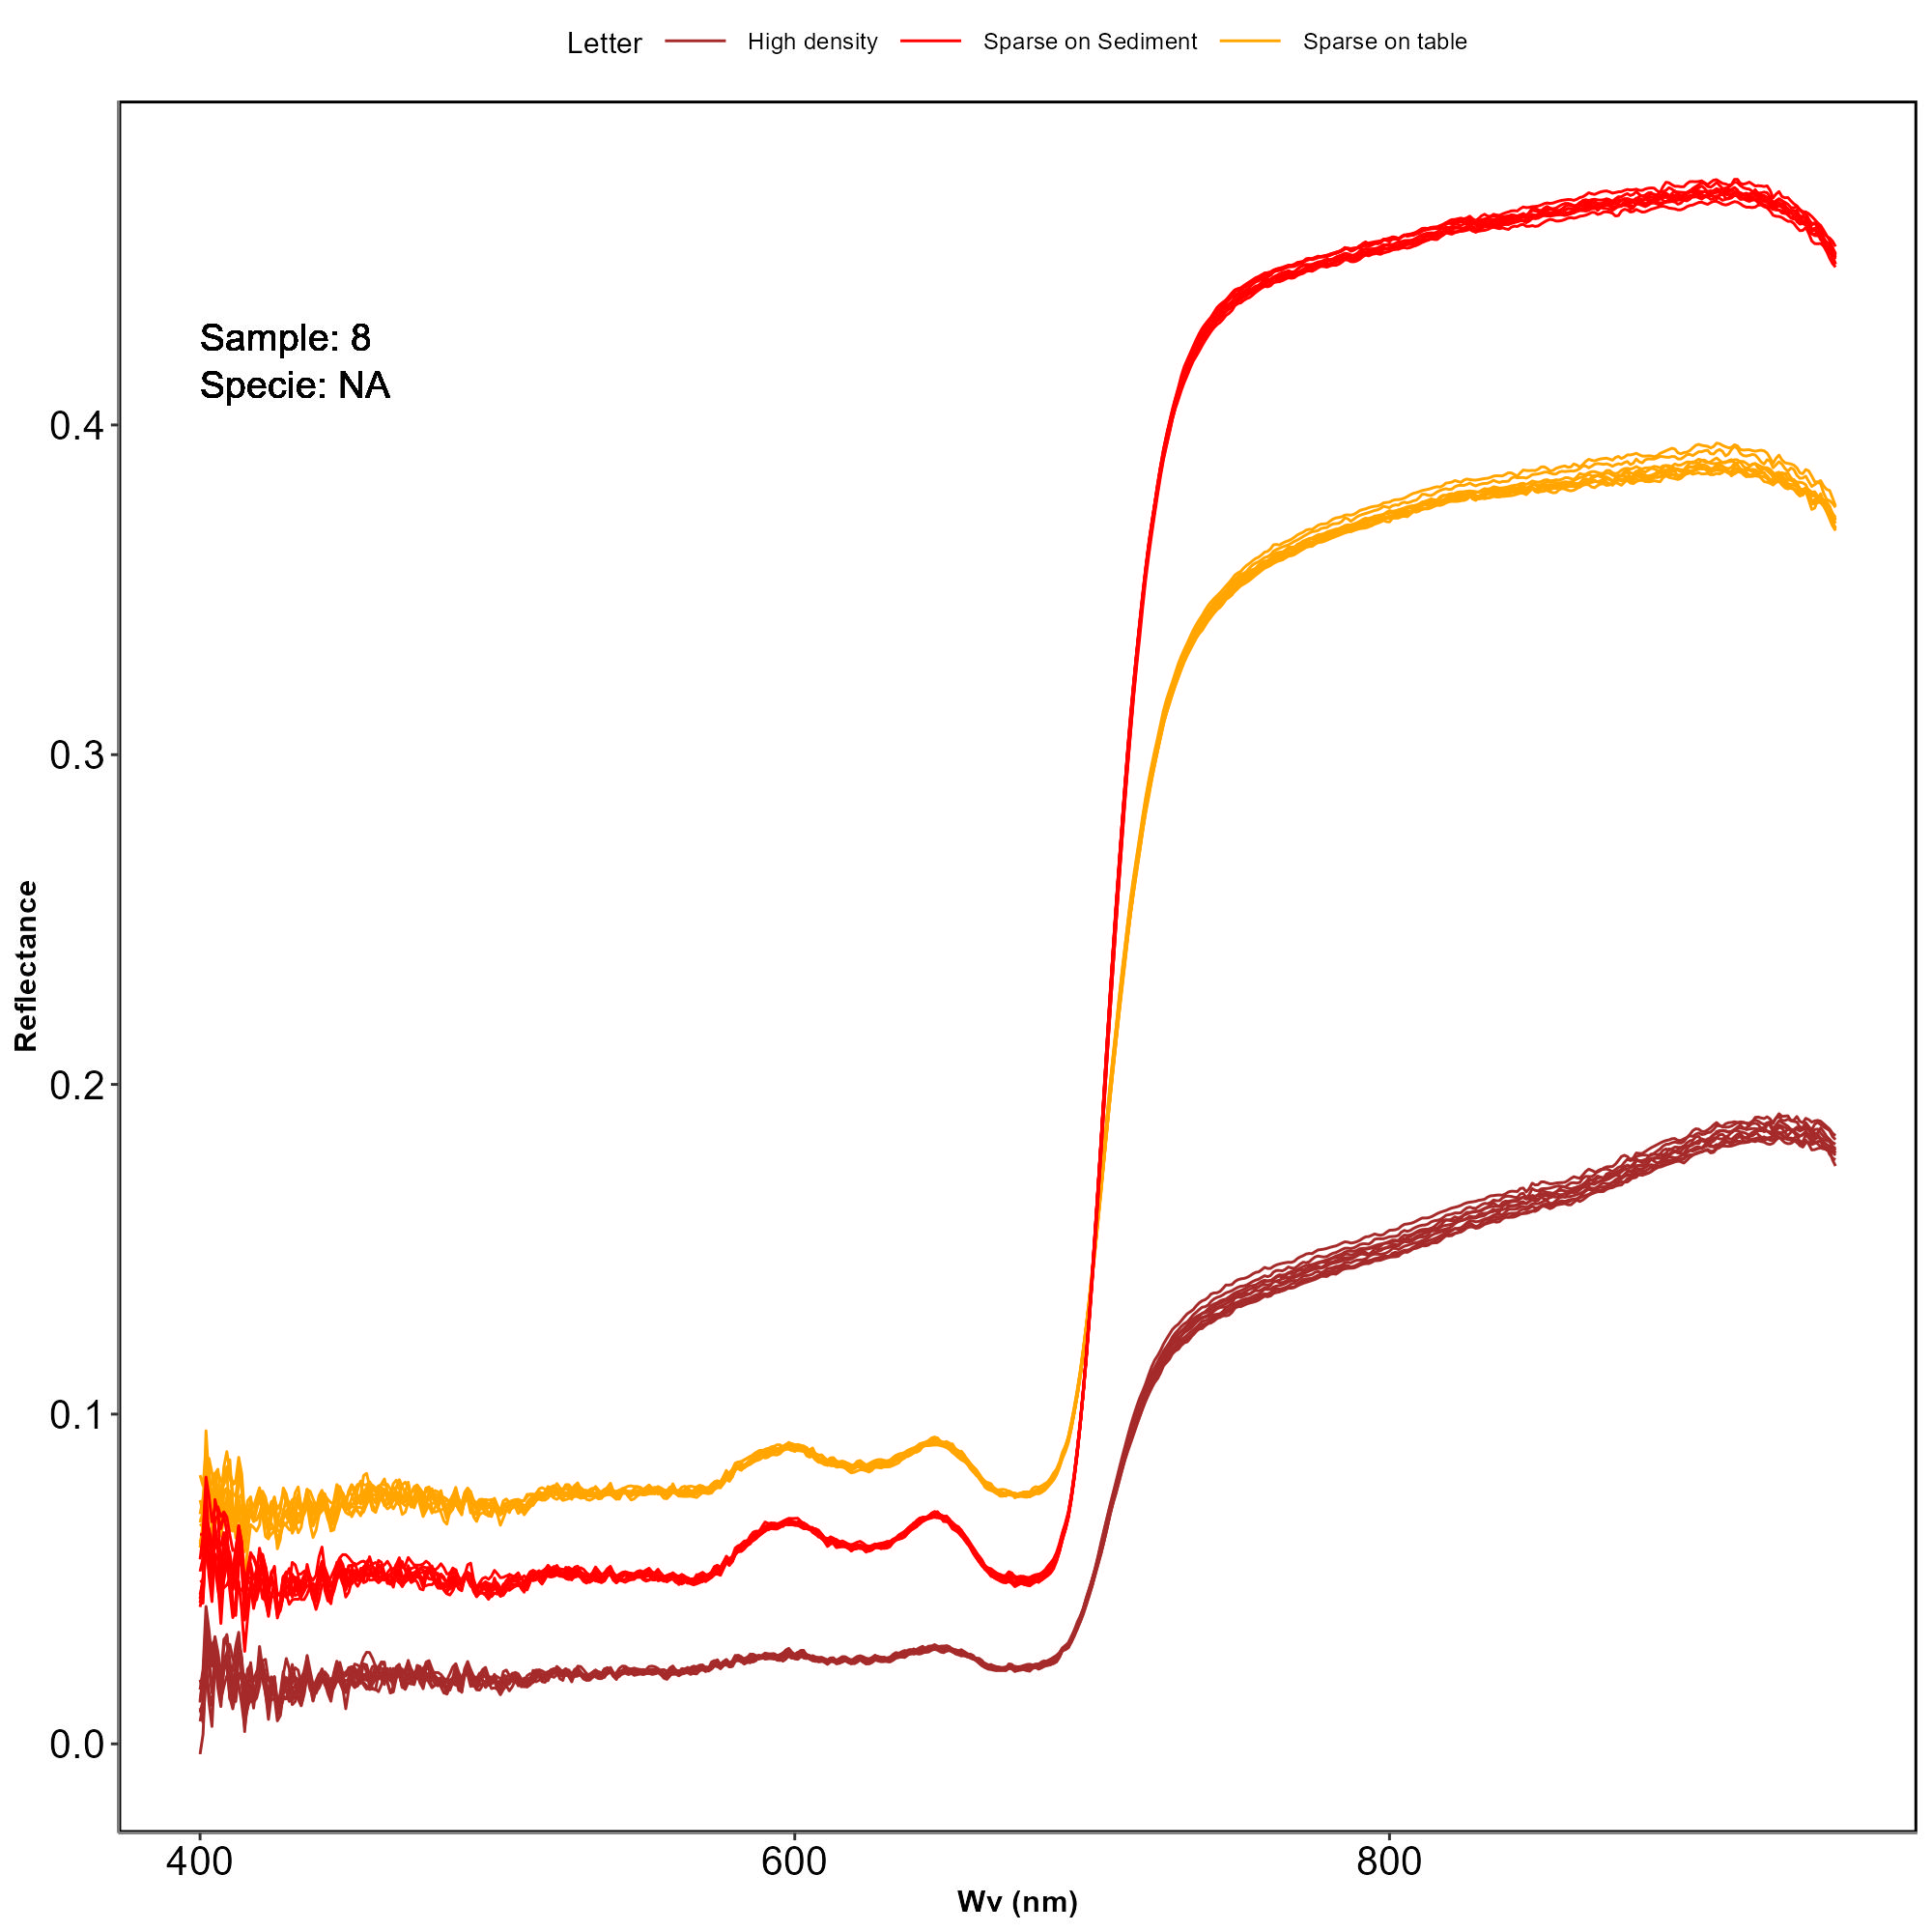 Letter High density Sparse on Sediment Sparse on table
Sample: 8
Specie: NA
0.4
0.3
0.2
0.1
0.0
Reflectance
400 600 800
Wv (nm)